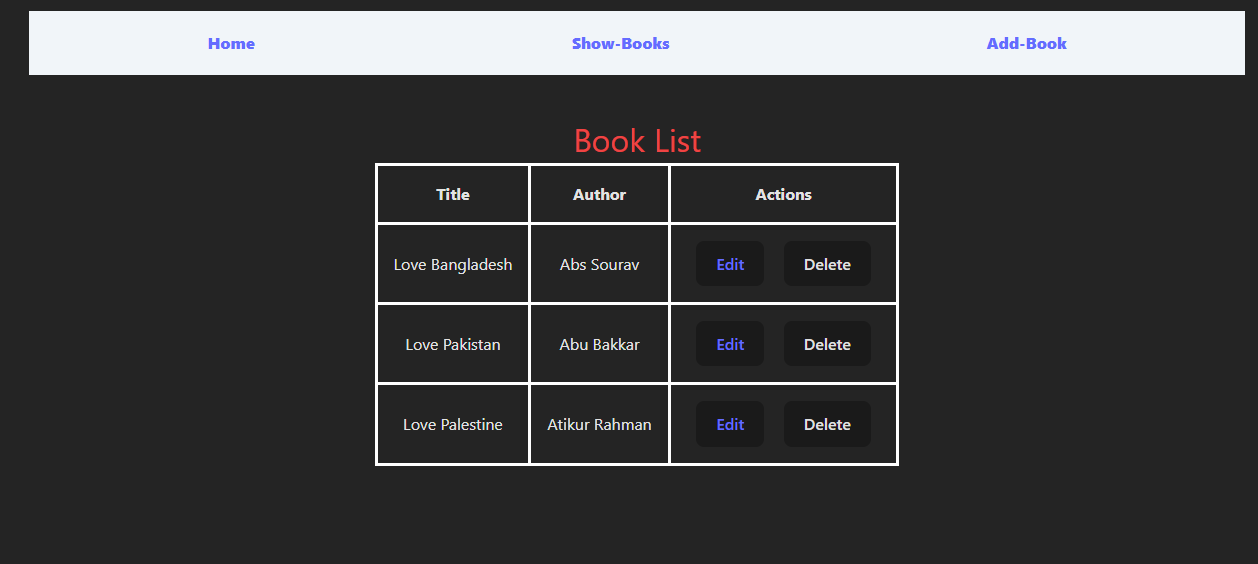 Home Show-Books Add-Book
Book List
Title Author Actions
Love Bangladesh Abs Sourav Edit Delete
Love Pakistan Abu Bakkar Edit Delete
Love Palestine Atikur Rahman Edit Delete